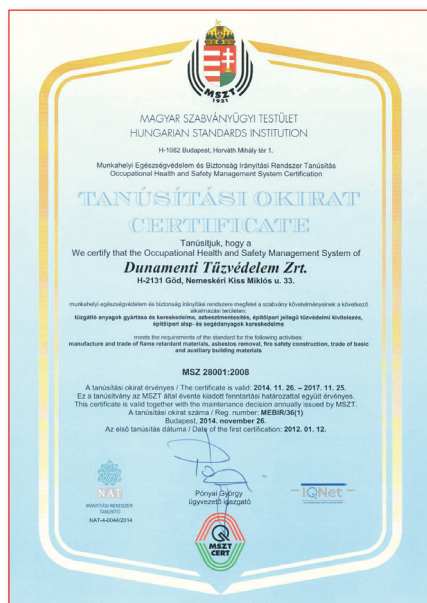 MSZT
1921
MAGYAR SZABVÁNYÜGYI TESTÜLET
HUNGARIAN STANDARDS INSTITUTION
H-1082 Budapest, Horváth Mihály tér 1.
Munkahelyi Egészségvédelem és Biztonság Irányítási Rendszer Tanúsítás
Occupational Health and Safety Management System Certification
TANÚSÍTÁSI OKIRAT
CERTIFICATE
Tanúsítjuk, hogy a
We certify that the Occupational Health and Safety Management System of
Dunamenti Tűzvédelem Zrt.
H-2131 Göd, Nemeskéri Kiss Miklós u. 33.
munkahelyi egészségvédelem és biztonság irányítási rendszere megfelel a szabvány követelményeinek a következő
alkalmazási területen:
tűzgátló anyagok gyártása és kereskedelme, azbesztmentesítés, építőipari jellegű tűzvédelmi kivitelezés,
építőipari alap- és segédanyagok kereskedelme
meets the requirements of the standard for the following activities:
manufacture and trade of flame retardant materials, asbestos removal, fire safety construction, trade of basic
and auxiliary building materials
MSZ 28001:2008
A tanúsítási okirat érvényes / The certificate is valid: 2014. 11. 26. – 2017. 11. 25.
Ez a tanúsítvány az MSZT által évente kiadott fenntartási határozattal együtt érvényes.
This certificate is valid together with the maintenance decision annually issued by MSZT.
A tanúsítási okirat száma / Reg. number: MEBIR/36(1)
Budapest, 2014. november 26.
Az első tanúsítás dátuma / Date of the first certification: 2012. 01. 12.
Pónyai György
ügyvezető igazgató
NAT
IRÁNYÍTÁSI RENDSZER
TANÚSÍTÓ
NAT-4-0044/2014
IQNet
Q
MSZT
CERT